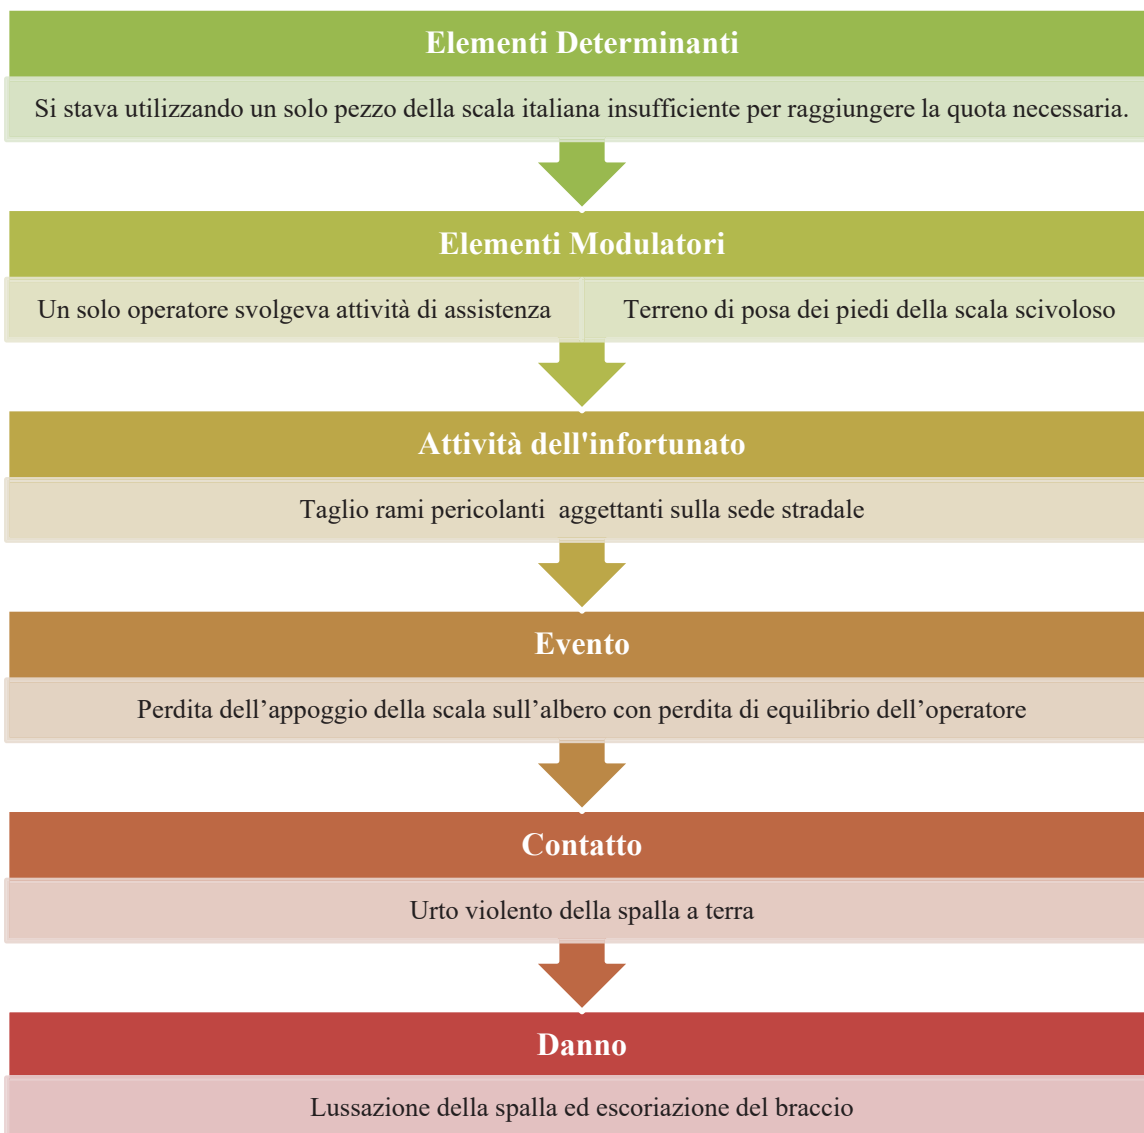 Elementi Determinanti
Si stava utilizzando un solo pezzo della scala italiana insufficiente per raggiungere la quota necessaria.
Elementi Modulatori
Un solo operatore svolgeva attività di assistenza
Terreno di posa dei piedi della scala scivoloso
Attività dell'infortunato
Taglio rami pericolanti  aggettanti sulla sede stradale
Evento
Perdita dell’appoggio della scala sull’albero con perdita di equilibrio dell’operatore
Contatto
Urto violento della spalla a terra
Danno
Lussazione della spalla ed escoriazione del braccio